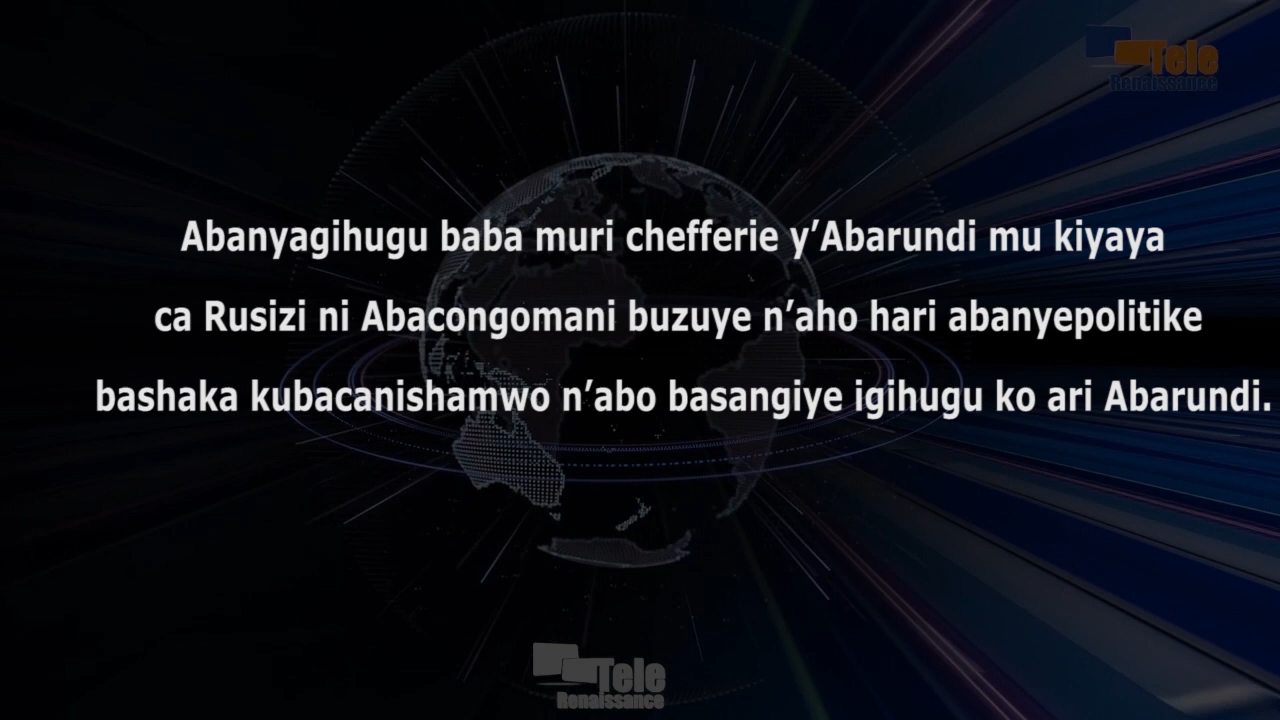 Tele
Renaissance
Abanyagihugu baba muri chefferie y’Abarundi mu kiyaya
ca Rusizi ni Abacongomani buzuye n’aho hari abanyepolitike
bashaka kubacanishamwo n’abo basangiye igihugu ko ari Abarundi.
Tele
Renaissance